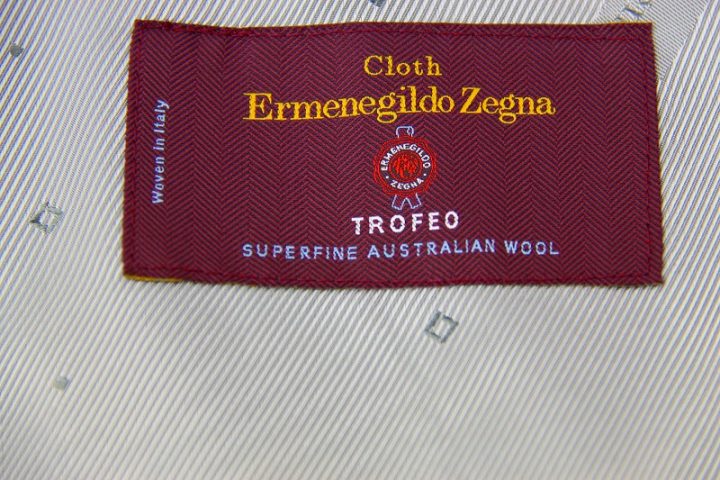 Cloth
Ermenegildo Zegna
Woven in Italy
ERMENEGILDO
ZEGNA
TROFEO
SUPERFINE AUSTRALIAN WOOL